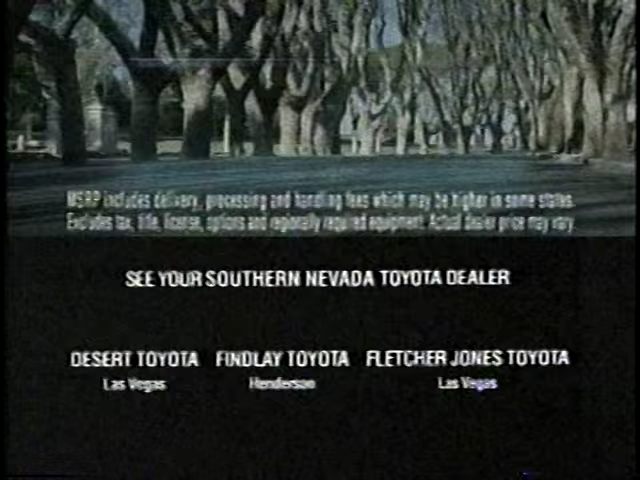 MSRP includes delivery, processing and handling fees which may be higher in some states.
Excludes tax, title, license, options and regionally required equipment. Actual dealer price may vary.
SEE YOUR SOUTHERN NEVADA TOYOTA DEALER
DESERT TOYOTA FINDLAY TOYOTA FLETCHER JONES TOYOTA
Las Vegas Henderson Las Vegas